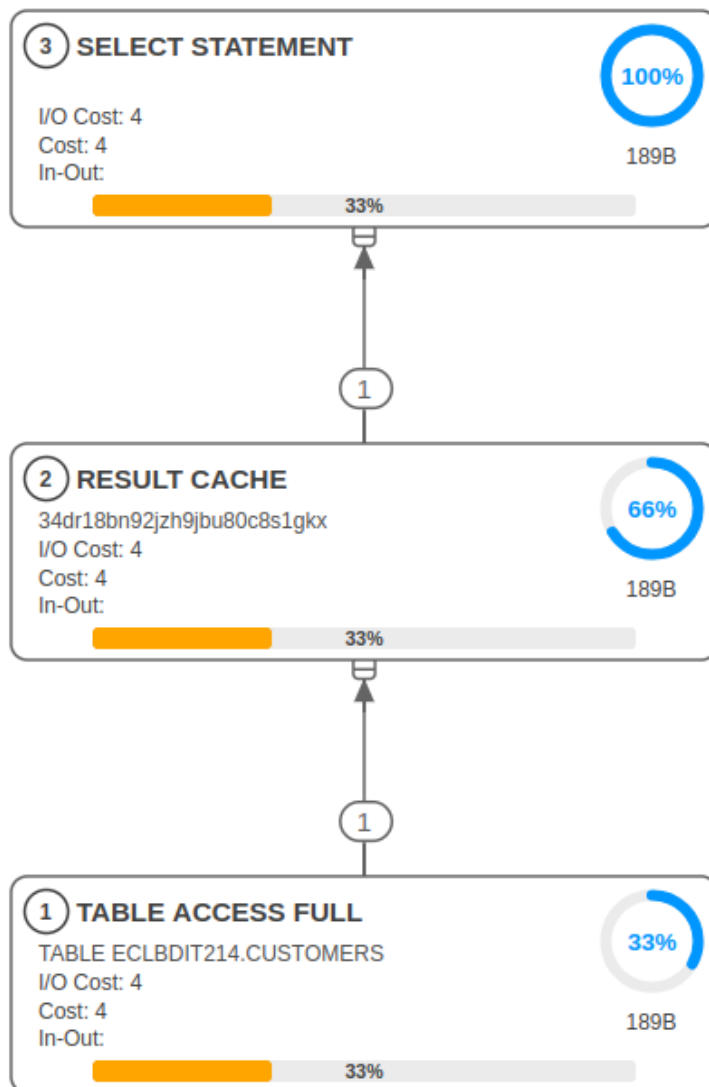 3 SELECT STATEMENT
100%
I/O Cost: 4
Cost: 4
In-Out:
189B
33%
1
2 RESULT CACHE
66%
34dr18bn92jzh9jbu80c8s1gkx
I/O Cost: 4
Cost: 4
In-Out:
189B
33%
1
1 TABLE ACCESS FULL
33%
TABLE ECLBDIT214.CUSTOMERS
I/O Cost: 4
Cost: 4
In-Out:
189B
33%